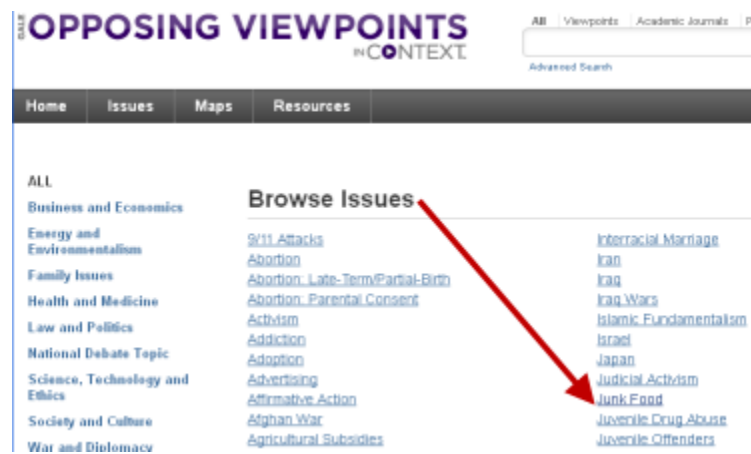 GALE
OPPOSING VIEWPOINTS
IN CONTEXT
All Viewpoints Academic Journals P
Advanced Search
Home Issues Maps Resources
ALL
Business and Economics
Energy and
Environmentalism
Family Issues
Health and Medicine
Law and Politics
National Debate Topic
Science, Technology and
Ethics
Society and Culture
War and Diplomacy
Browse Issues
9/11 Attacks
Abortion
Abortion: Late-Term/Partial-Birth
Abortion: Parental Consent
Activism
Addiction
Adoption
Advertising
Affirmative Action
Afghan War
Agricultural Subsidies
Interracial Marriage
Iran
Iraq
Iraq Wars
Islamic Fundamentalism
Israel
Japan
Judicial Activism
Junk Food
Juvenile Drug Abuse
Juvenile Offenders